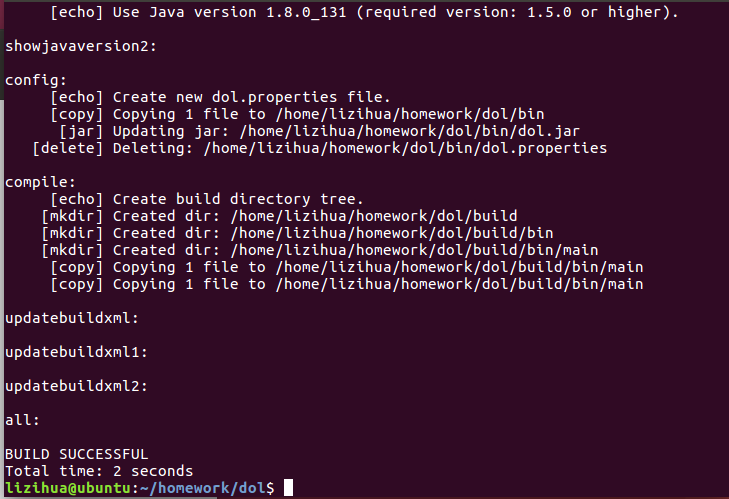 [echo] Use Java version 1.8.0_131 (required version: 1.5.0 or higher).
showjavaversion2:
config:
[echo] Create new dol.properties file.
[copy] Copying 1 file to /home/lizihua/homework/dol/bin
[jar] Updating jar: /home/lizihua/homework/dol/bin/dol.jar
[delete] Deleting: /home/lizihua/homework/dol/bin/dol.properties
compile:
[echo] Create build directory tree.
[mkdir] Created dir: /home/lizihua/homework/dol/build
[mkdir] Created dir: /home/lizihua/homework/dol/build/bin
[mkdir] Created dir: /home/lizihua/homework/dol/build/bin/main
[copy] Copying 1 file to /home/lizihua/homework/dol/build/bin/main
[copy] Copying 1 file to /home/lizihua/homework/dol/build/bin/main
updatebuildxml:
updatebuildxml1:
updatebuildxml2:
all:
BUILD SUCCESSFUL
Total time: 2 seconds
lizihua@ubuntu:~/homework/dol$